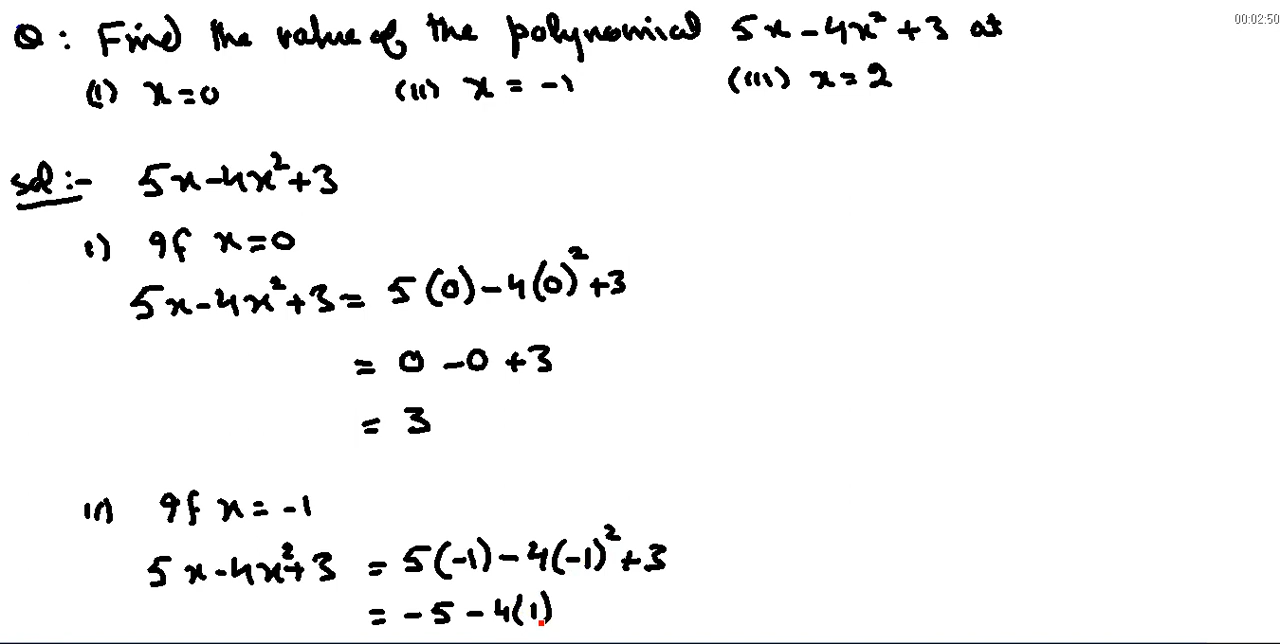 00:02:50
Q : Find the value of the polynomial 5x - 4x² + 3 at
(i) x = 0 (ii) x = -1 (iii) x = 2
sol :- 5x - 4x² + 3
i) If x = 0
5x - 4x² + 3 = 5(0) - 4(0)² + 3
= 0 - 0 + 3
= 3
ii) If x = -1
5x - 4x² + 3 = 5(-1) - 4(-1)² + 3
= -5 - 4(1)